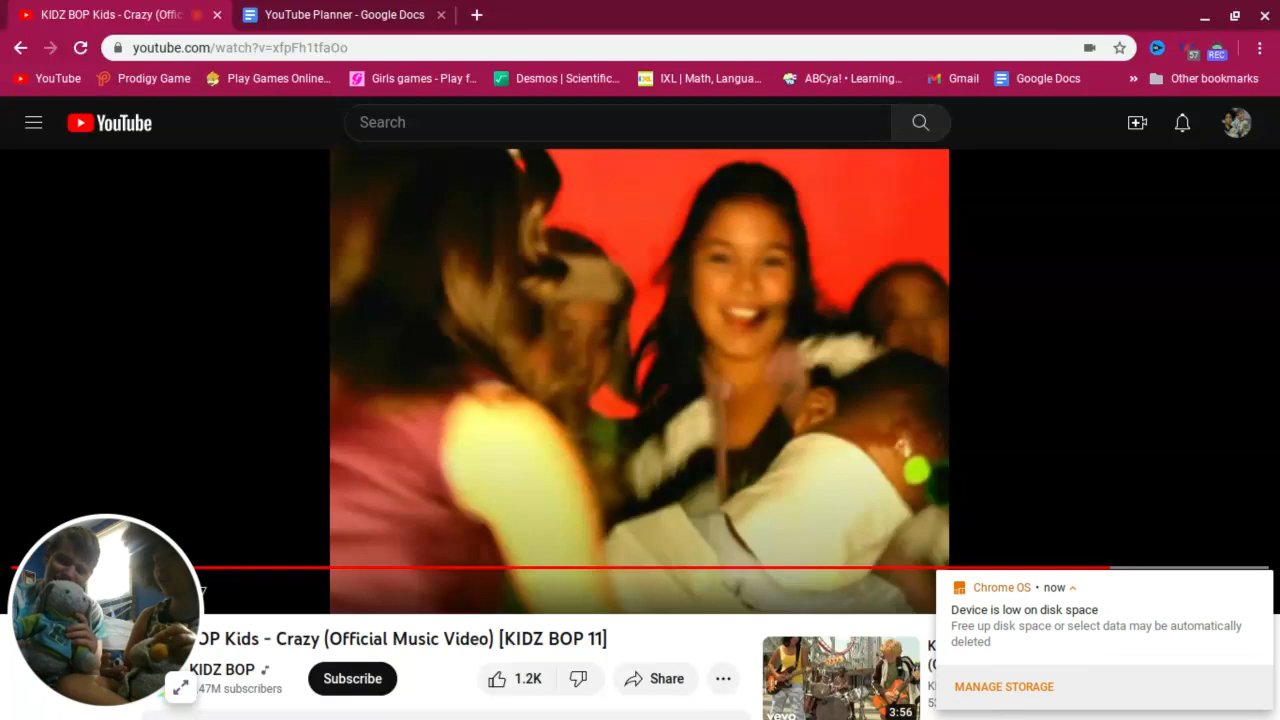 KIDZ BOP Kids - Crazy (Offic
YouTube Planner - Google Docs
youtube.com/watch?v=xfpFh1tfaOo
57
REC
YouTube
Prodigy Game
Play Games Online...
Girls games - Play f...
Desmos | Scientific...
IXL | Math, Langua...
ABCya! • Learning...
Gmail
Google Docs
»
Other bookmarks
YouTube
Search
7
Chrome OS • now
Device is low on disk space
Free up disk space or select data may be automatically
deleted
MANAGE STORAGE
OP Kids - Crazy (Official Music Video) [KIDZ BOP 11]
KIDZ BOP
47M subscribers
Subscribe
1.2K
Share
vevo
3:56